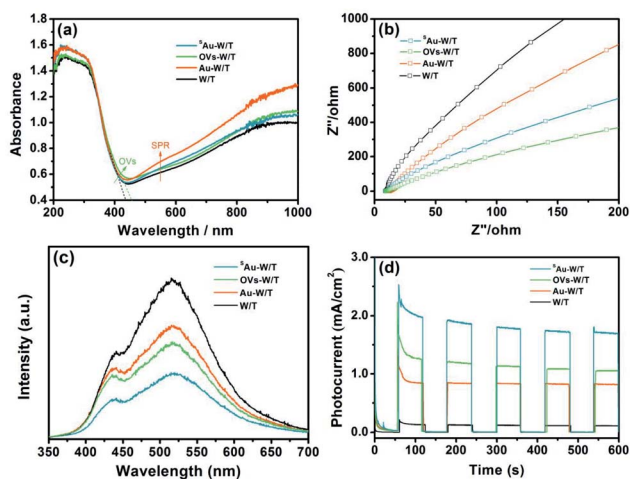 (a)
ˢAu-W/T
OVs-W/T
Au-W/T
W/T
OVs
SPR
Absorbance
1.8
1.6
1.4
1.2
1.0
0.8
0.6
0.4
200 400 600 800 1000
Wavelength / nm
(b)
ˢAu-W/T
OVs-W/T
Au-W/T
W/T
Z''/ohm
1000
800
600
400
200
0
0 50 100 150 200
Z''/ohm
(c)
ˢAu-W/T
OVs-W/T
Au-W/T
W/T
Intensity (a.u.)
350 400 450 500 550 600 650 700
Wavelength (nm)
(d)
ˢAu-W/T
OVs-W/T
Au-W/T
W/T
Photocurrent (mA/cm²)
3.0
2.0
1.0
0.0
0 100 200 300 400 500 600
Time (s)